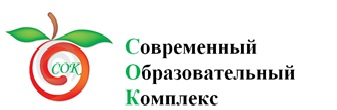 СОК
Современный
Образовательный
Комплекс